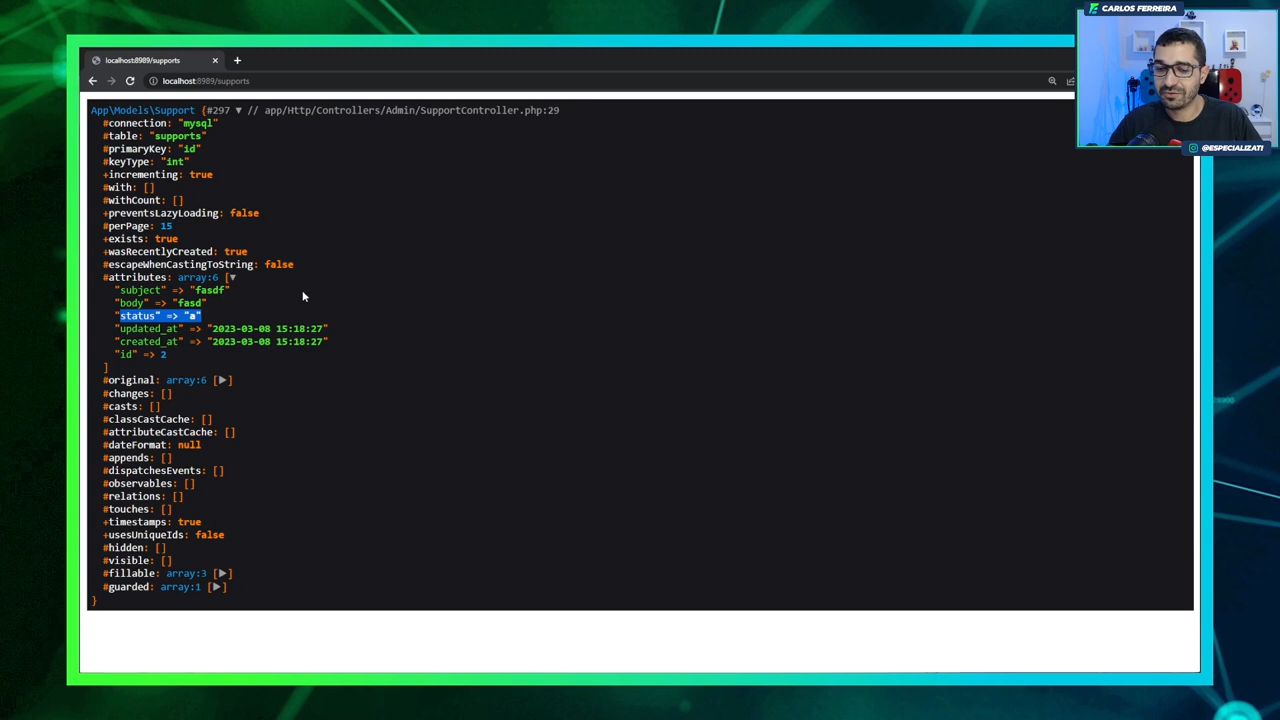 CARLOS FERREIRA
localhost:8989/supports
localhost:8989/supports
App\Models\Support {#297 ▼ // app/Http/Controllers/Admin/SupportController.php:29
#connection: "mysql"
#table: "supports"
#primaryKey: "id"
#keyType: "int"
+incrementing: true
#with: []
#withCount: []
+preventsLazyLoading: false
#perPage: 15
+exists: true
+wasRecentlyCreated: true
#escapeWhenCastingToString: false
#attributes: array:6 [▼
"subject" => "fasdf"
"body" => "fasd"
"status" => "a"
"updated_at" => "2023-03-08 15:18:27"
"created_at" => "2023-03-08 15:18:27"
"id" => 2
]
#original: array:6 [▶]
#changes: []
#casts: []
#classCastCache: []
#attributeCastCache: []
#dateFormat: null
#appends: []
#dispatchesEvents: []
#observables: []
#relations: []
#touches: []
+timestamps: true
+usesUniqueIds: false
#hidden: []
#visible: []
#fillable: array:3 [▶]
#guarded: array:1 [▶]
}
@ESPECIALIZATI